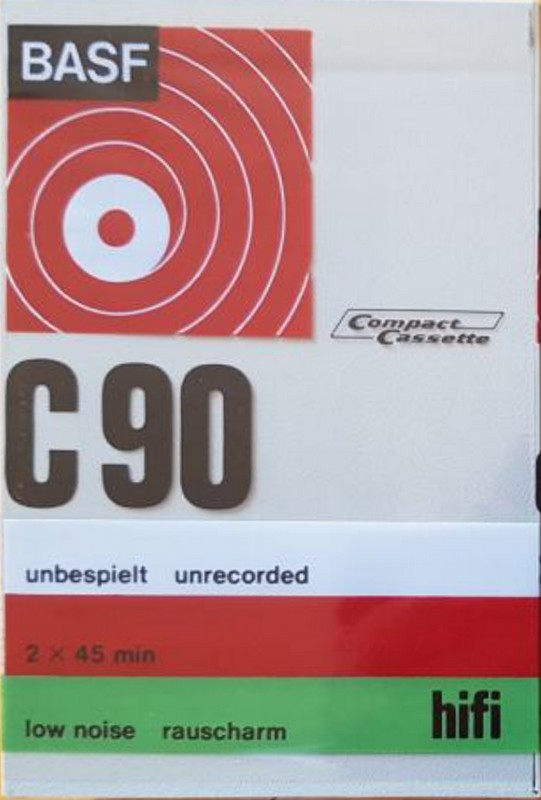 BASF
Compact
Cassette
C 90
unbespielt unrecorded
2 × 45 min
low noise rauscharm hifi